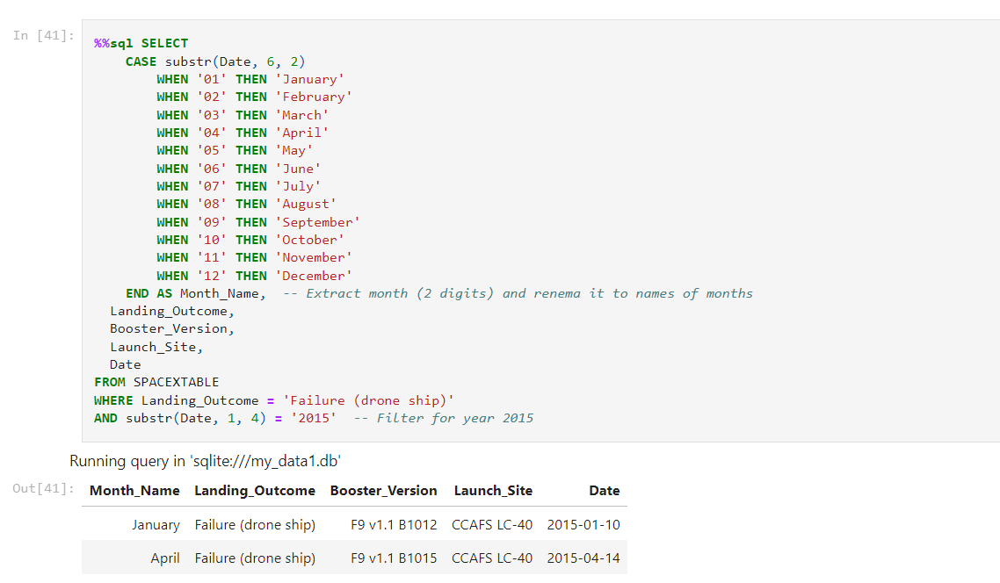 In [41]:
%%sql SELECT
CASE substr(Date, 6, 2)
WHEN '01' THEN 'January'
WHEN '02' THEN 'February'
WHEN '03' THEN 'March'
WHEN '04' THEN 'April'
WHEN '05' THEN 'May'
WHEN '06' THEN 'June'
WHEN '07' THEN 'July'
WHEN '08' THEN 'August'
WHEN '09' THEN 'September'
WHEN '10' THEN 'October'
WHEN '11' THEN 'November'
WHEN '12' THEN 'December'
END AS Month_Name,  -- Extract month (2 digits) and renema it to names of months
Landing_Outcome,
Booster_Version,
Launch_Site,
Date
FROM SPACEXTABLE
WHERE Landing_Outcome = 'Failure (drone ship)'
AND substr(Date, 1, 4) = '2015'  -- Filter for year 2015
Running query in 'sqlite:///my_data1.db'
Out[41]: Month_Name Landing_Outcome Booster_Version Launch_Site Date
January Failure (drone ship) F9 v1.1 B1012 CCAFS LC-40 2015-01-10
April Failure (drone ship) F9 v1.1 B1015 CCAFS LC-40 2015-04-14